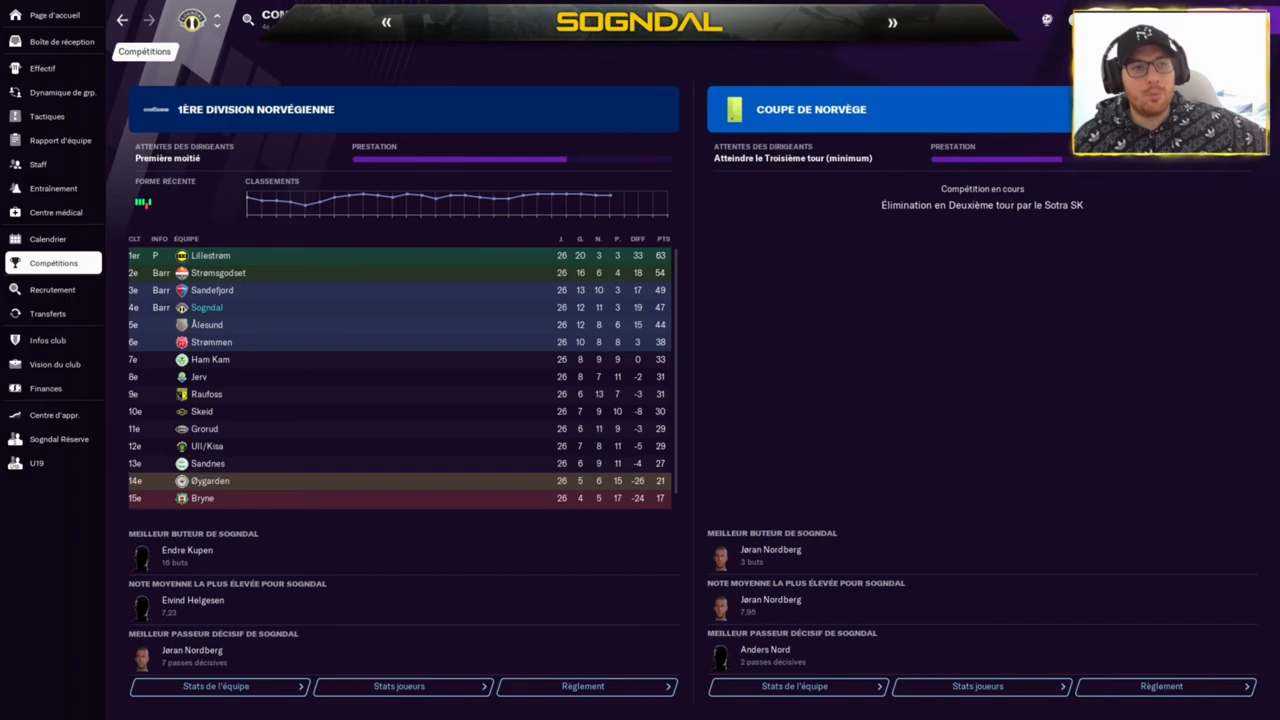 Page d'accueil
Boîte de réception
Effectif
Dynamique de grp.
Tactiques
Rapport d'équipe
Staff
Entraînement
Centre médical
Calendrier
Compétitions
Recrutement
Transferts
Infos club
Vision du club
Finances
Centre d'appr.
Sogndal Réserve
U19
SOGNDAL
Compétitions
1ÈRE DIVISION NORVÉGIENNE
ATTENTES DES DIRIGEANTS PRESTATION
Première moitié
FORME RÉCENTE CLASSEMENTS
CLT INFO ÉQUIPE J. G. N. P. DIFF PTS
1er P Lillestrøm 26 20 3 3 33 63
2e Barr Strømsgodset 26 16 6 4 18 54
3e Barr Sandefjord 26 13 10 3 17 49
4e Barr Sogndal 26 12 11 3 19 47
5e Ålesund 26 12 8 6 15 44
6e Strømmen 26 10 8 8 3 38
7e Ham Kam 26 8 9 9 0 33
8e Jerv 26 8 7 11 -2 31
9e Raufoss 26 6 13 7 -3 31
10e Skeid 26 7 9 10 -8 30
11e Grorud 26 6 11 9 -3 29
12e Ull/Kisa 26 7 8 11 -5 29
13e Sandnes 26 6 9 11 -4 27
14e Øygarden 26 5 6 15 -26 21
15e Bryne 26 4 5 17 -24 17
MEILLEUR BUTEUR DE SOGNDAL
Endre Kupen
16 buts
NOTE MOYENNE LA PLUS ÉLEVÉE POUR SOGNDAL
Eivind Helgesen
7,23
MEILLEUR PASSEUR DÉCISIF DE SOGNDAL
Jøran Nordberg
7 passes décisives
Stats de l'équipe Stats joueurs Règlement
COUPE DE NORVÈGE
ATTENTES DES DIRIGEANTS PRESTATION
Atteindre le Troisième tour (minimum)
Compétition en cours
Élimination en Deuxième tour par le Sotra SK
MEILLEUR BUTEUR DE SOGNDAL
Jøran Nordberg
3 buts
NOTE MOYENNE LA PLUS ÉLEVÉE POUR SOGNDAL
Jøran Nordberg
7,95
MEILLEUR PASSEUR DÉCISIF DE SOGNDAL
Anders Nord
2 passes décisives
Stats de l'équipe Stats joueurs Règlement